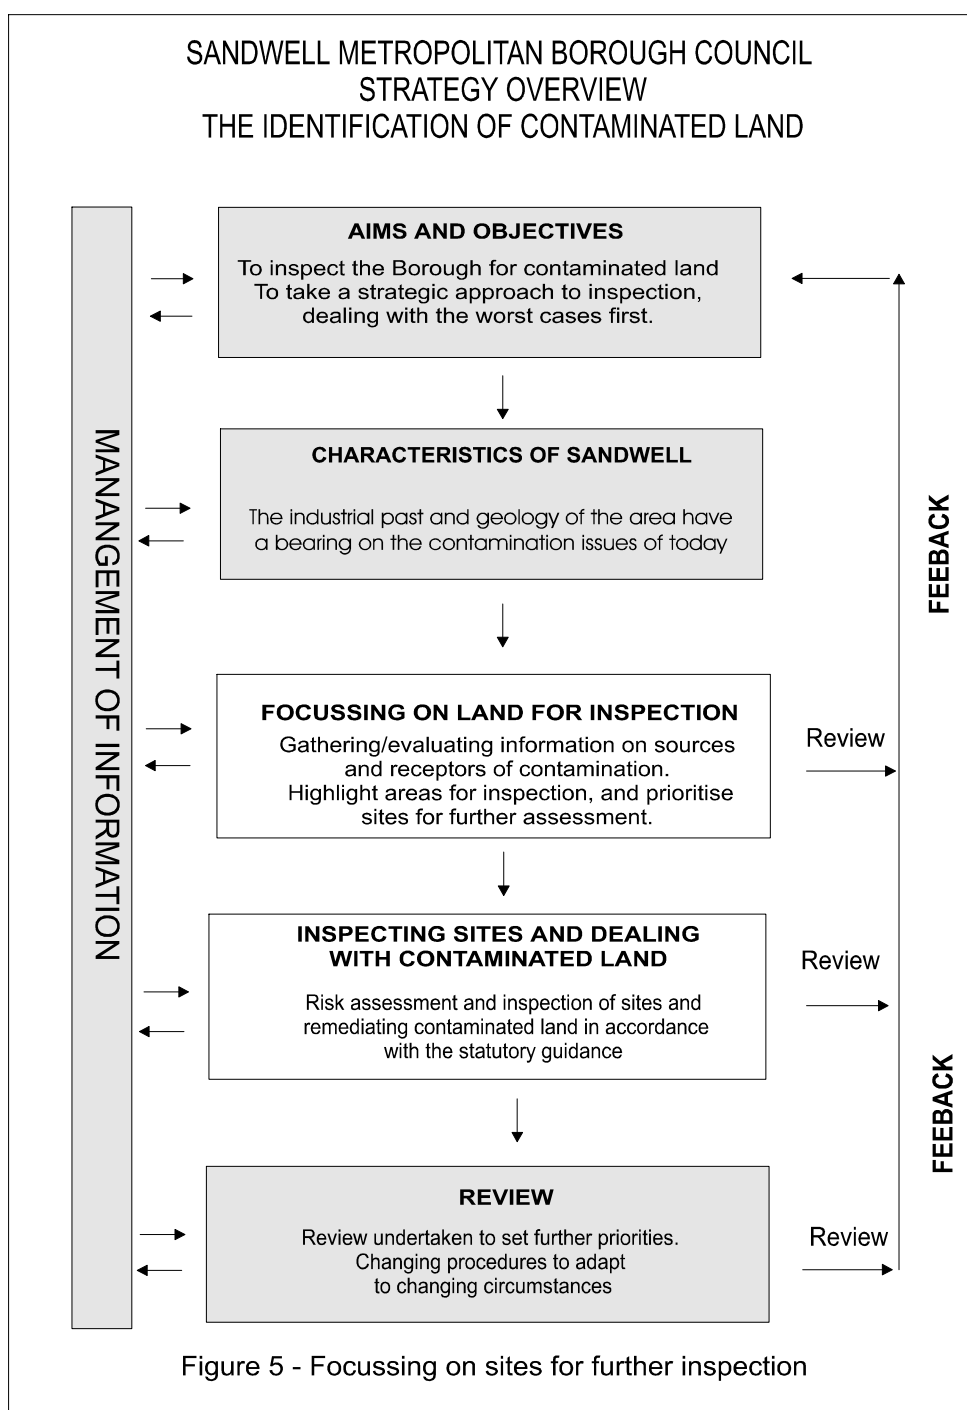 SANDWELL METROPOLITAN BOROUGH COUNCIL
STRATEGY OVERVIEW
THE IDENTIFICATION OF CONTAMINATED LAND
MANANGEMENT OF INFORMATION
AIMS AND OBJECTIVES
To inspect the Borough for contaminated land
To take a strategic approach to inspection,
dealing with the worst cases first.
CHARACTERISTICS OF SANDWELL
The industrial past and geology of the area have
a bearing on the contamination issues of today
FEEBACK
FOCUSSING ON LAND FOR INSPECTION
Gathering/evaluating information on sources
and receptors of contamination.
Highlight areas for inspection, and prioritise
sites for further assessment.
Review
INSPECTING SITES AND DEALING
WITH CONTAMINATED LAND
Risk assessment and inspection of sites and
remediating contaminated land in accordance
with the statutory guidance
Review
FEEBACK
REVIEW
Review undertaken to set further priorities.
Changing procedures to adapt
to changing circumstances
Review
Figure 5 - Focussing on sites for further inspection